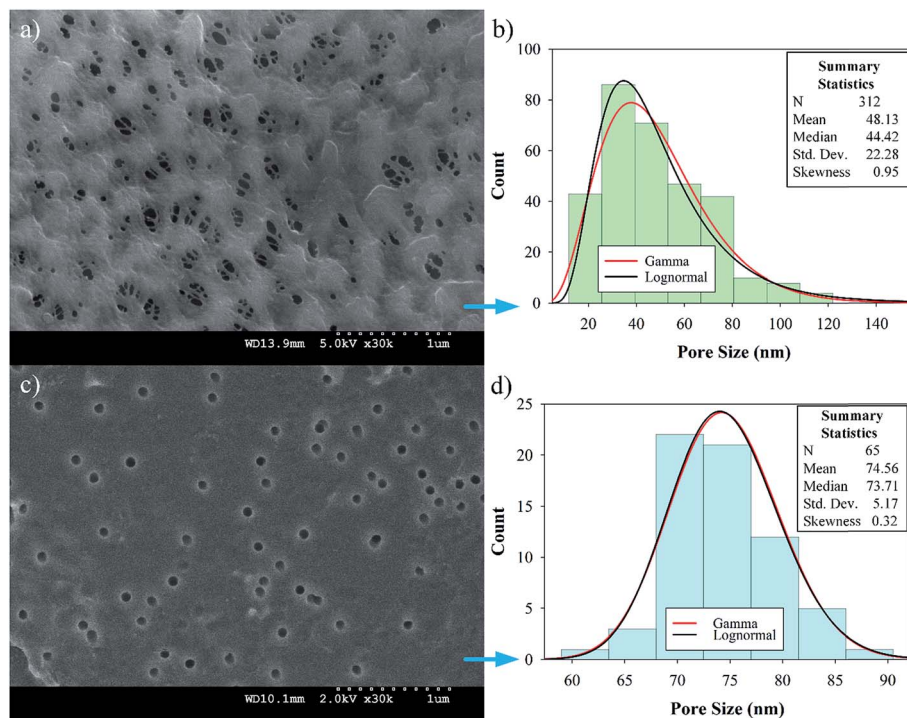 a)
WD13.9mm 5.0kV x30k 1um
b)
100
80
60
40
20
0
Count
20 40 60 80 100 120 140
Pore Size (nm)
Summary
Statistics
N 312
Mean 48.13
Median 44.42
Std. Dev. 22.28
Skewness 0.95
Gamma
Lognormal
c)
WD10.1mm 2.0kV x30k 1um
d)
25
20
15
10
5
0
Count
60 65 70 75 80 85 90
Pore Size (nm)
Summary
Statistics
N 65
Mean 74.56
Median 73.71
Std. Dev. 5.17
Skewness 0.32
Gamma
Lognormal